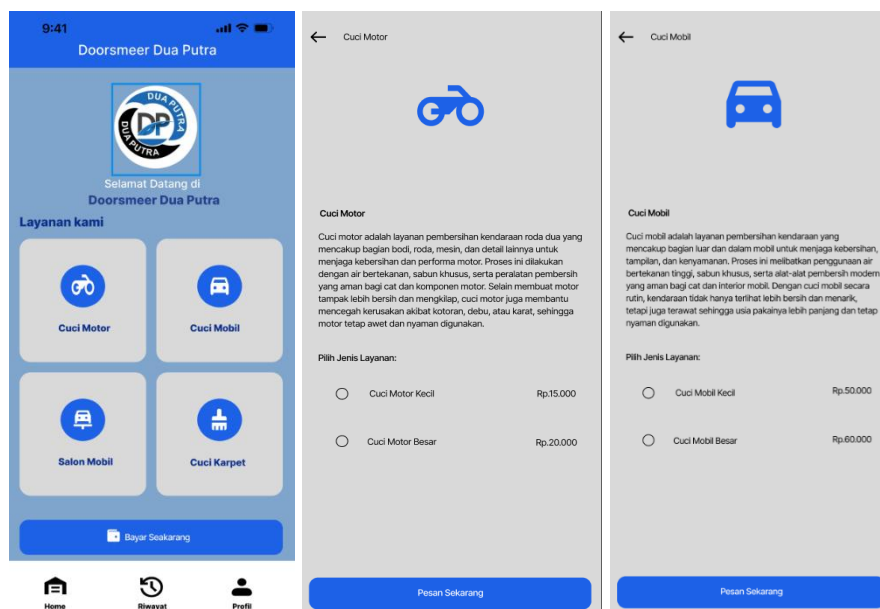 9:41
Doorsmeer Dua Putra
DUA PUTRA
DP
DUA PUTRA
Selamat Datang di
Doorsmeer Dua Putra
Layanan kami
Cuci Motor
Cuci Mobil
Salon Mobil
Cuci Karpet
Bayar Seakarang
Home
Riwayat
Profil
Cuci Motor
Cuci Motor
Cuci motor adalah layanan pembersihan kendaraan roda dua yang
mencakup bagian bodi, roda, mesin, dan detail lainnya untuk
menjaga kebersihan dan performa motor. Proses ini dilakukan
dengan air bertekanan, sabun khusus, serta peralatan pembersih
yang aman bagi cat dan komponen motor. Selain membuat motor
tampak lebih bersih dan mengkilap, cuci motor juga membantu
mencegah kerusakan akibat kotoran, debu, atau karat, sehingga
motor tetap awet dan nyaman digunakan.
Pilih Jenis Layanan:
Cuci Motor Kecil Rp.15.000
Cuci Motor Besar Rp.20.000
Pesan Sekarang
Cuci Mobil
Cuci Mobil
Cuci mobil adalah layanan pembersihan kendaraan yang
mencakup bagian luar dan dalam mobil untuk menjaga kebersihan,
tampilan, dan kenyamanan. Proses ini melibatkan penggunaan air
bertekanan tinggi, sabun khusus, serta alat-alat pembersih modern
yang aman bagi cat dan interior mobil. Dengan cuci mobil secara
rutin, kendaraan tidak hanya terlihat lebih bersih dan menarik,
tetapi juga terawat sehingga usia pakainya lebih panjang dan tetap
nyaman digunakan.
Pilih Jenis Layanan:
Cuci Mobil Kecil Rp.50.000
Cuci Mobil Besar Rp.60.000
Pesan Sekarang